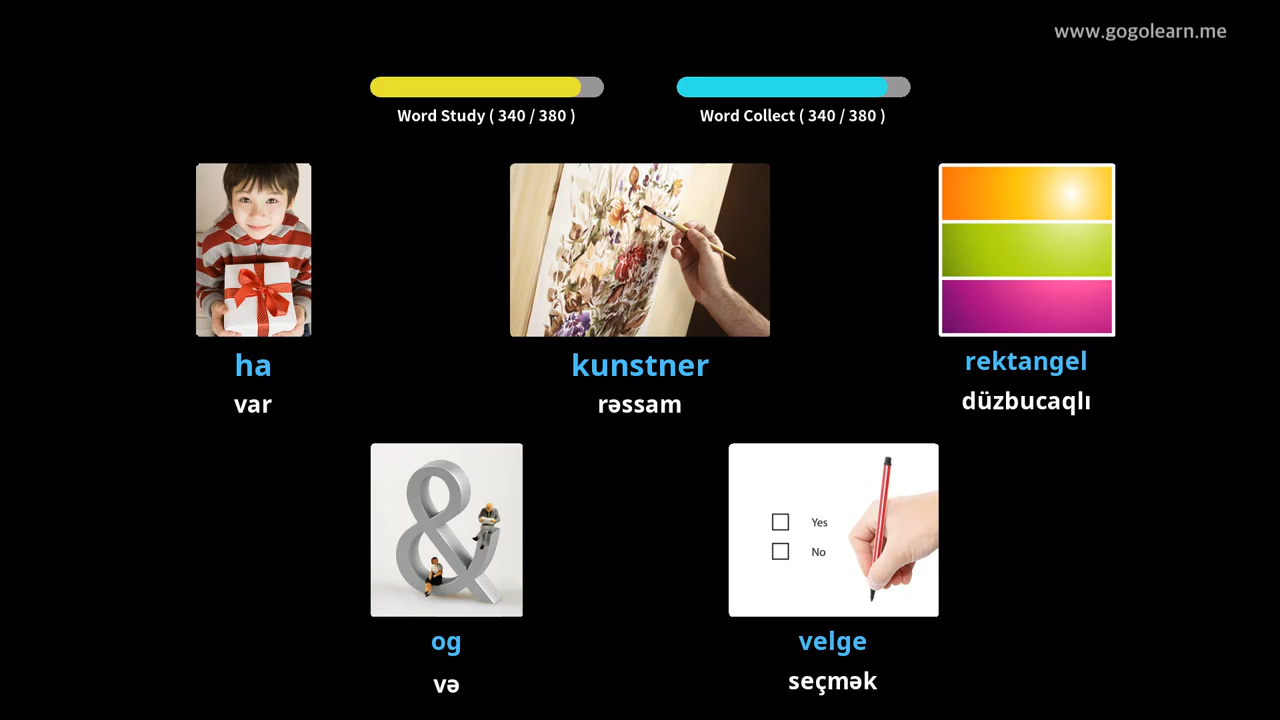 www.gogolearn.me
Word Study ( 340 / 380 )
Word Collect ( 340 / 380 )
ha
var
kunstner
rəssam
rektangel
düzbucaqlı
Yes
No
og
və
velge
seçmək